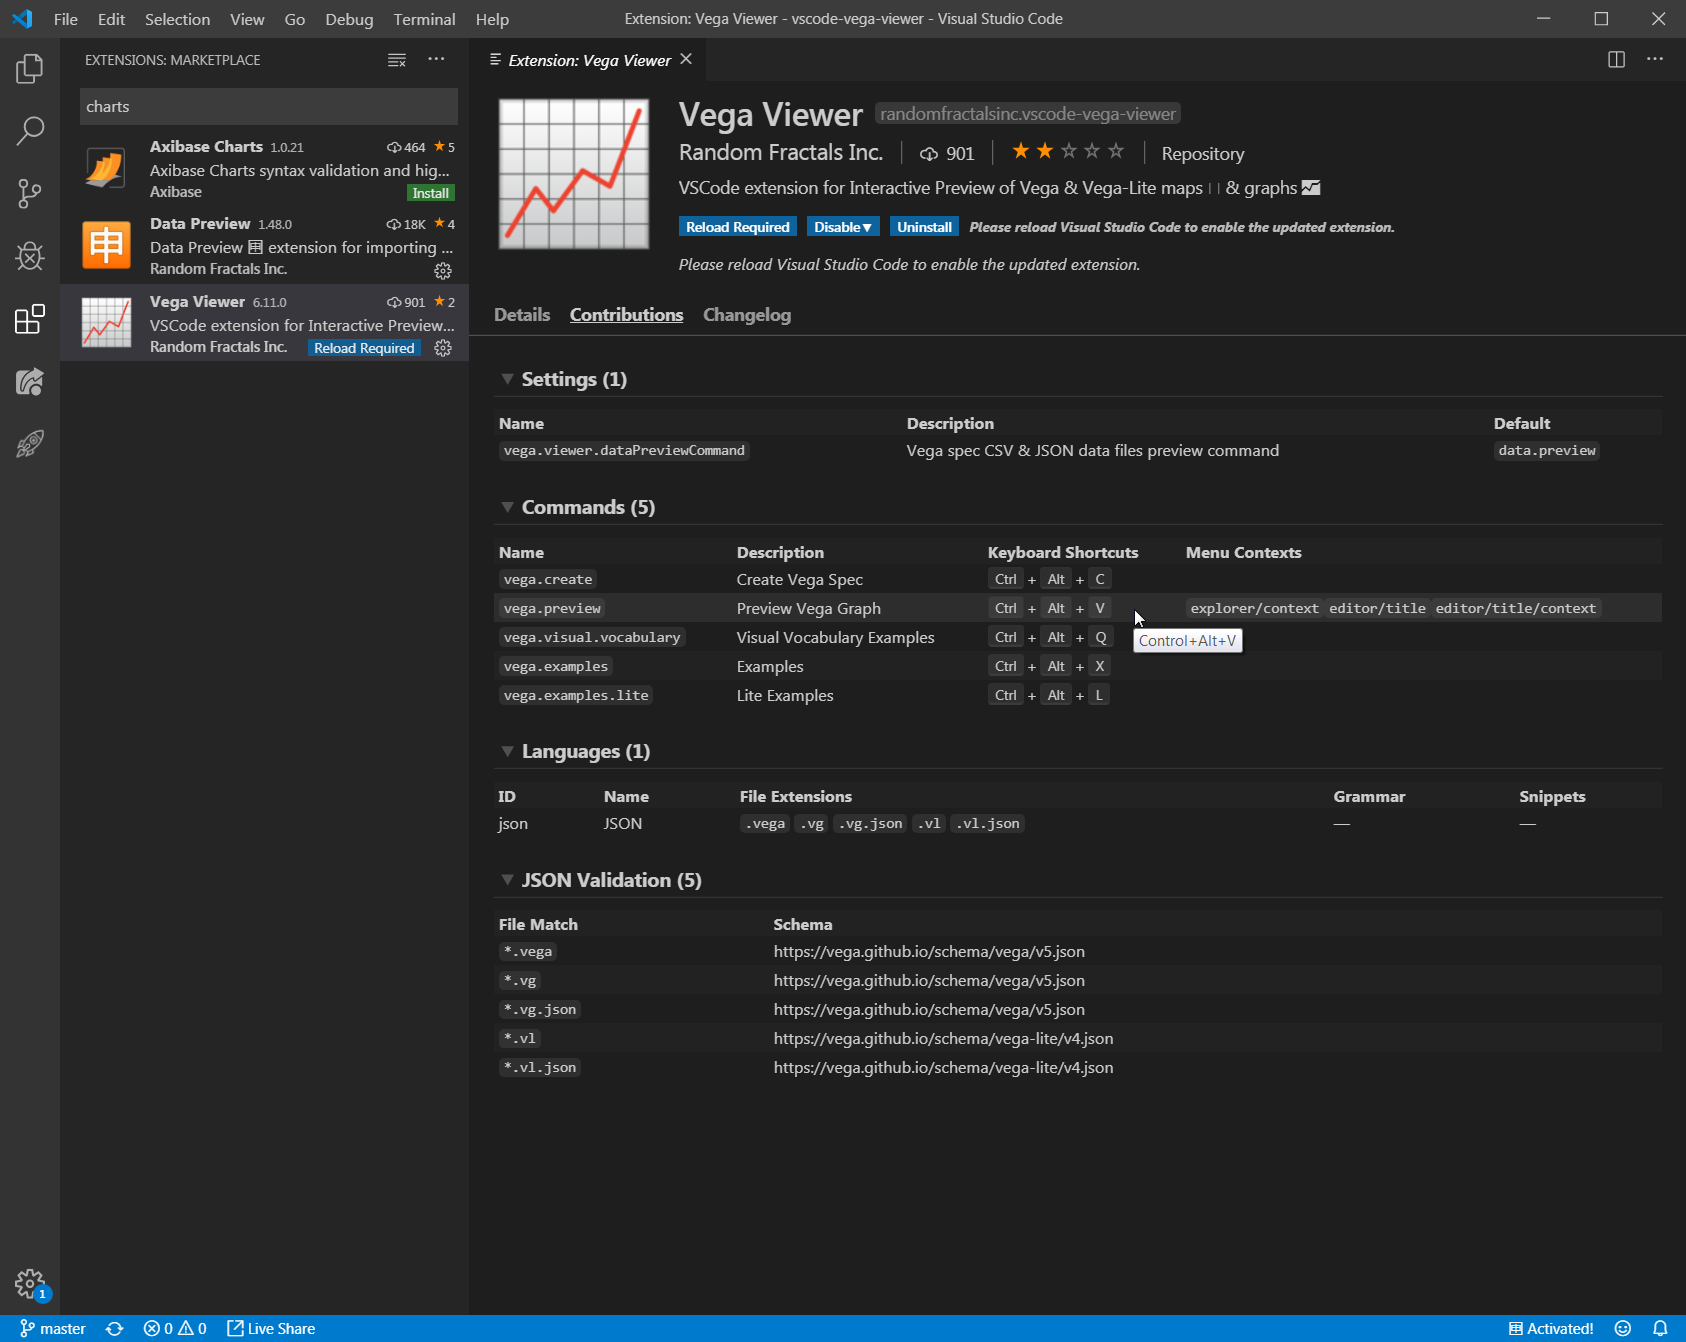 File Edit Selection View Go Debug Terminal Help Extension: Vega Viewer - vscode-vega-viewer - Visual Studio Code
EXTENSIONS: MARKETPLACE
charts
Axibase Charts 1.0.21 464 ★ 5
Axibase Charts syntax validation and hig...
Axibase Install
Data Preview 1.48.0 18K ★ 4
Data Preview 🈸 extension for importing ...
Random Fractals Inc.
Vega Viewer 6.11.0 901 ★ 2
VSCode extension for Interactive Preview...
Random Fractals Inc. Reload Required
Extension: Vega Viewer
申
Vega Viewer randomfractalsinc.vscode-vega-viewer
Random Fractals Inc. 901 ★★☆☆☆ Repository
VSCode extension for Interactive Preview of Vega & Vega-Lite maps & graphs
Reload Required Disable▼ Uninstall Please reload Visual Studio Code to enable the updated extension.
Please reload Visual Studio Code to enable the updated extension.
Details Contributions Changelog
Settings (1)
Name Description Default
vega.viewer.dataPreviewCommand Vega spec CSV & JSON data files preview command data.preview
Commands (5)
Name Description Keyboard Shortcuts Menu Contexts
vega.create Create Vega Spec Ctrl + Alt + C
vega.preview Preview Vega Graph Ctrl + Alt + V explorer/context editor/title editor/title/context
vega.visual.vocabulary Visual Vocabulary Examples Ctrl + Alt + Q
Control+Alt+V
vega.examples Examples Ctrl + Alt + X
vega.examples.lite Lite Examples Ctrl + Alt + L
Languages (1)
ID Name File Extensions Grammar Snippets
json JSON .vega .vg .vg.json .vl .vl.json — —
JSON Validation (5)
File Match Schema
*.vega https://vega.github.io/schema/vega/v5.json
*.vg https://vega.github.io/schema/vega/v5.json
*.vg.json https://vega.github.io/schema/vega/v5.json
*.vl https://vega.github.io/schema/vega-lite/v4.json
*.vl.json https://vega.github.io/schema/vega-lite/v4.json
1
master 0 0 Live Share 🈸 Activated!